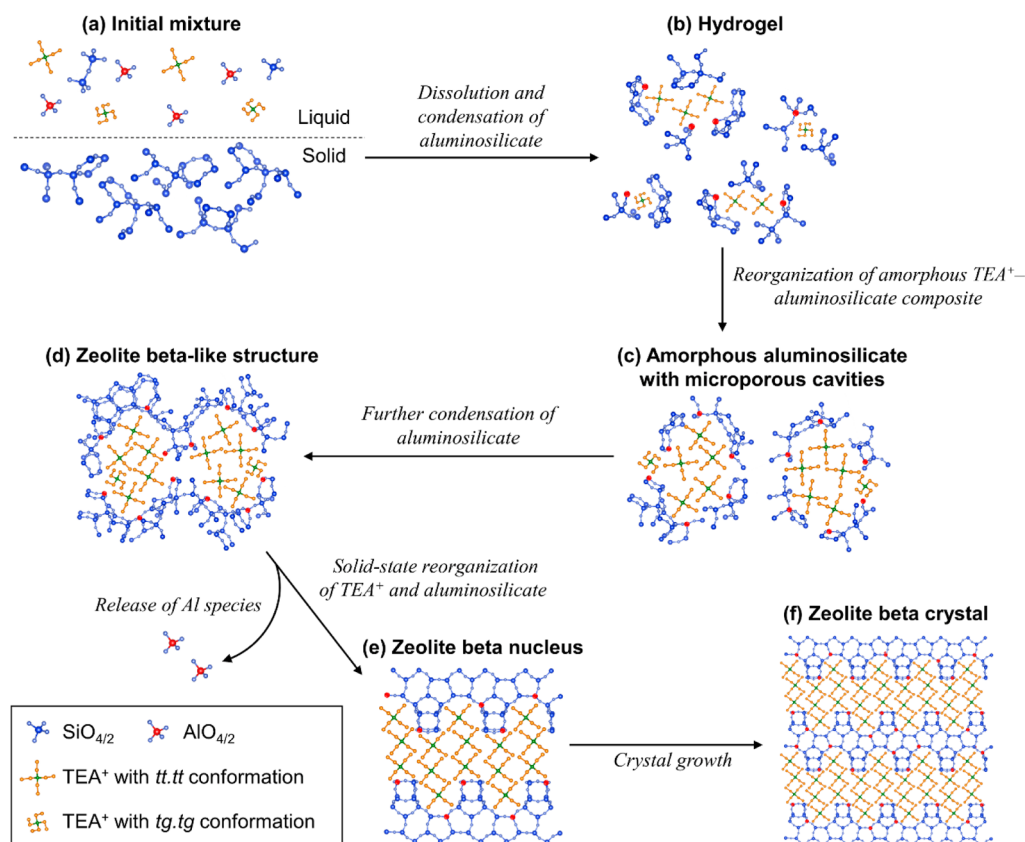 (a) Initial mixture
Liquid
Solid
Dissolution and
condensation of
aluminosilicate
(b) Hydrogel
Reorganization of amorphous TEA⁺—
aluminosilicate composite
(c) Amorphous aluminosilicate
with microporous cavities
Further condensation of
aluminosilicate
(d) Zeolite beta-like structure
Solid-state reorganization
of TEA⁺ and aluminosilicate
Release of Al species
(e) Zeolite beta nucleus
Crystal growth
(f) Zeolite beta crystal
SiO₄/₂ AlO₄/₂
TEA⁺ with tt.tt conformation
TEA⁺ with tg.tg conformation